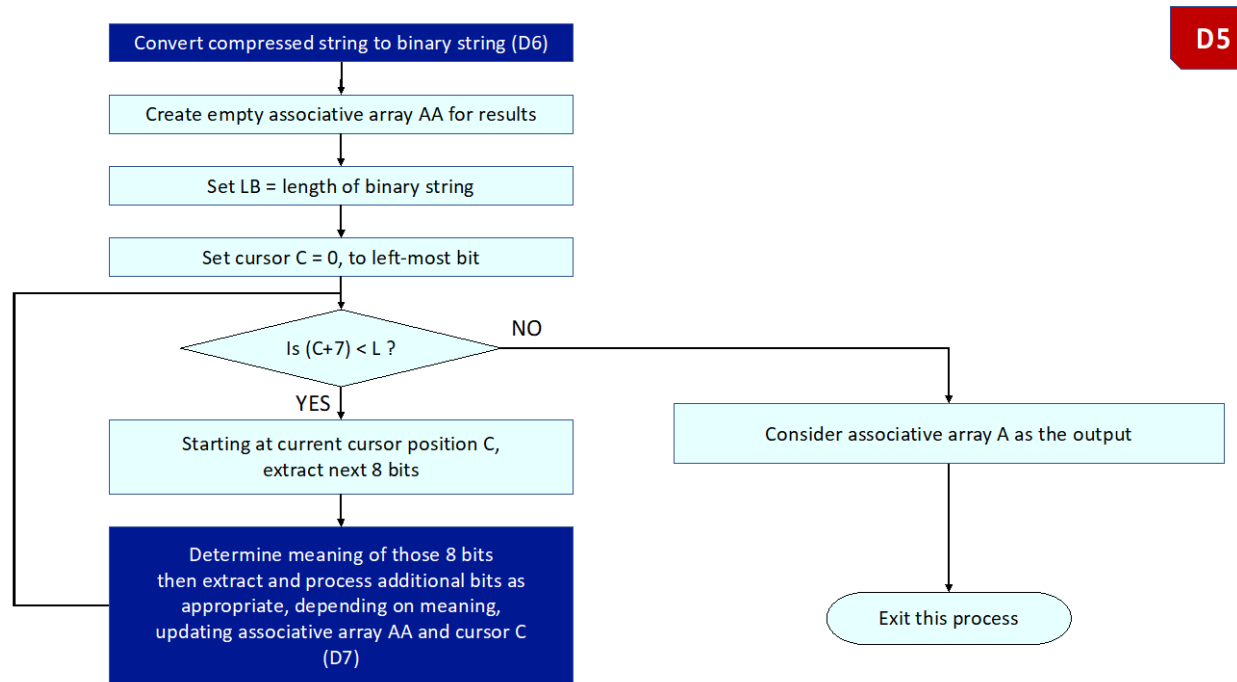 Convert compressed string to binary string (D6)
D5
Create empty associative array AA for results
Set LB = length of binary string
Set cursor C = 0, to left-most bit
Is (C+7) < L ?
NO
YES
Starting at current cursor position C,
extract next 8 bits
Consider associative array A as the output
Determine meaning of those 8 bits
then extract and process additional bits as
appropriate, depending on meaning,
updating associative array AA and cursor C
(D7)
Exit this process